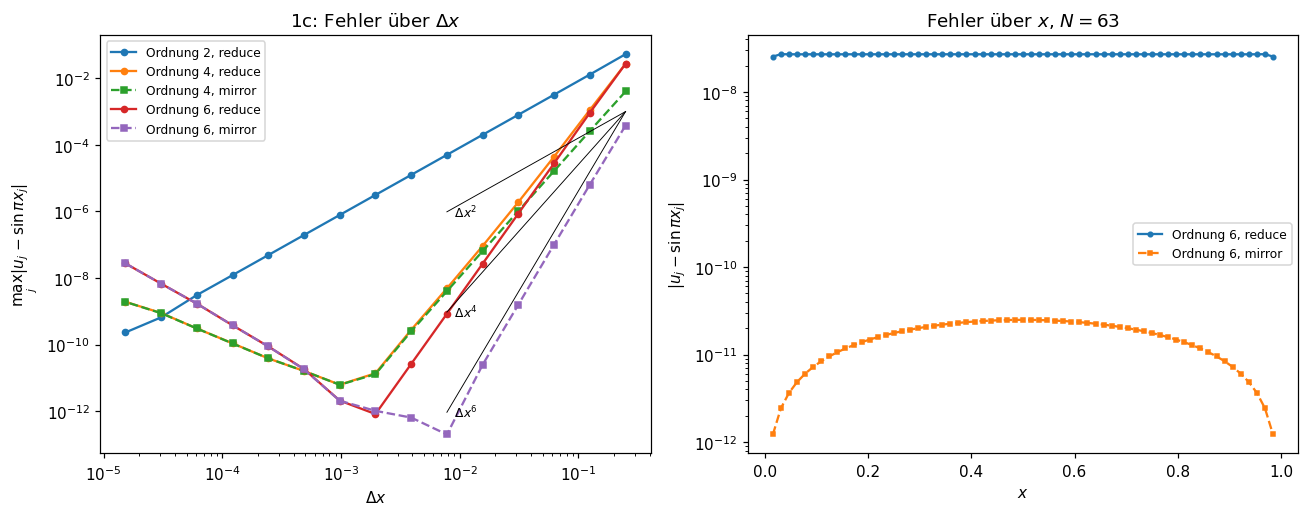 1c: Fehler über Δx
Ordnung 2, reduce
Ordnung 4, reduce
Ordnung 4, mirror
Ordnung 6, reduce
Ordnung 6, mirror
max_j |u_j − sin πx_j|
10⁻²
10⁻⁴
10⁻⁶
10⁻⁸
10⁻¹⁰
10⁻¹²
Δx²
Δx⁴
Δx⁶
10⁻⁵
10⁻⁴
10⁻³
10⁻²
10⁻¹
Δx
Fehler über x, N = 63
|u_j − sin πx_j|
10⁻⁸
10⁻⁹
10⁻¹⁰
10⁻¹¹
10⁻¹²
Ordnung 6, reduce
Ordnung 6, mirror
0.0
0.2
0.4
0.6
0.8
1.0
x